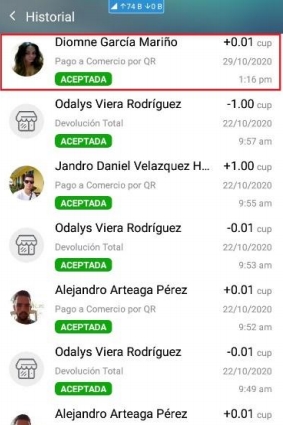 ↑74 B ↓0 B
Historial
Diomne García Mariño +0.01 cup
Pago a Comercio por QR 29/10/2020
ACEPTADA 1:16 pm
Odalys Viera Rodríguez -1.00 cup
Devolución Total 22/10/2020
ACEPTADA 9:57 am
Jandro Daniel Velazquez H... +1.00 cup
Pago a Comercio por QR 22/10/2020
ACEPTADA 9:55 am
Odalys Viera Rodríguez -0.01 cup
Devolución Total 22/10/2020
ACEPTADA 9:53 am
Alejandro Arteaga Pérez +0.01 cup
Pago a Comercio por QR 22/10/2020
ACEPTADA 9:52 am
Odalys Viera Rodríguez -0.01 cup
Devolución Total 22/10/2020
ACEPTADA 9:49 am
Alejandro Arteaga Pérez +0.01 cup